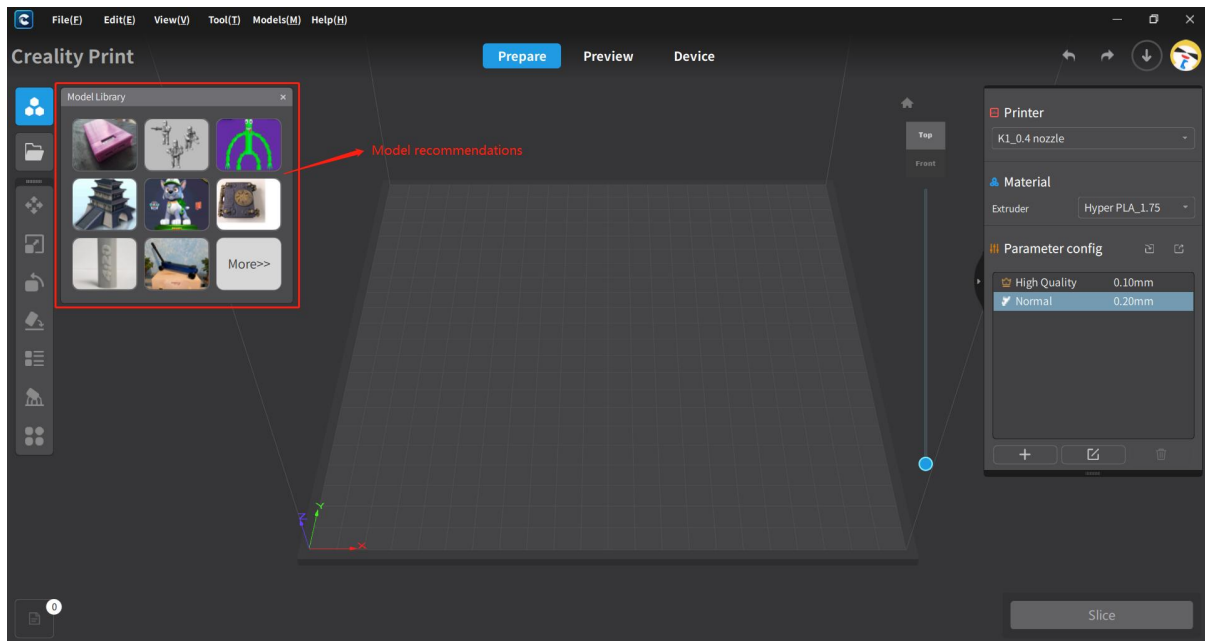 File(F) Edit(E) View(V) Tool(T) Models(M) Help(H)
Creality Print
Prepare Preview Device
Model Library
Model recommendations
More>>
Top
Front
Z
Y
X
0
Printer
K1_0.4 nozzle
Material
Extruder Hyper PLA_1.75
Parameter config
High Quality 0.10mm
Normal 0.20mm
Slice